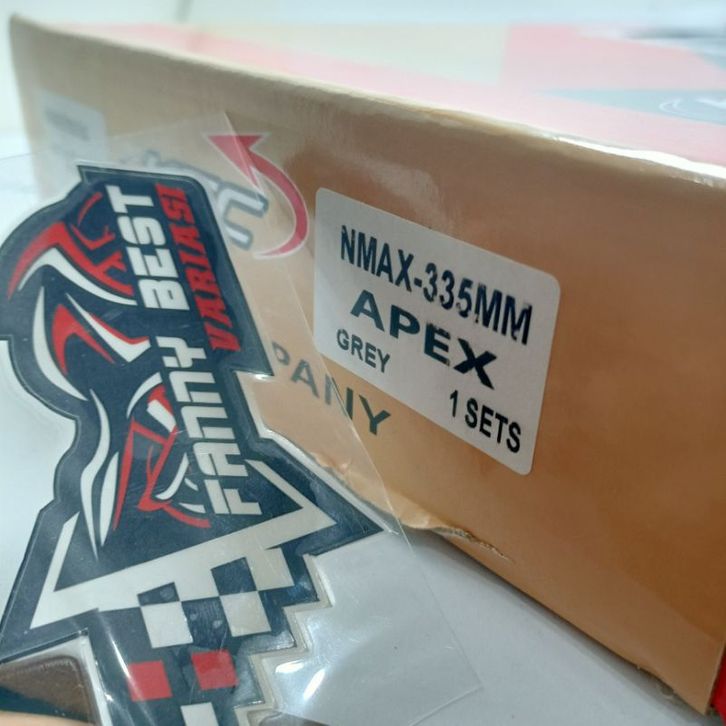 FANNY BEST
VARIASI
NMAX-335MM
APEX
GREY
1 SETS
PANY